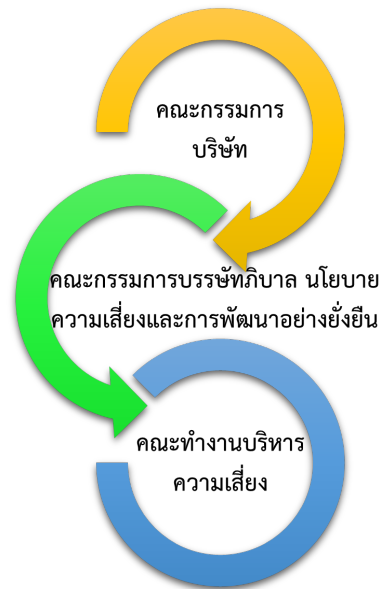 คณะกรรมการ
บริษัท
คณะกรรมการบรรษัทภิบาล นโยบาย
ความเสี่ยงและการพัฒนาอย่างยั่งยืน
คณะทำงานบริหาร
ความเสี่ยง